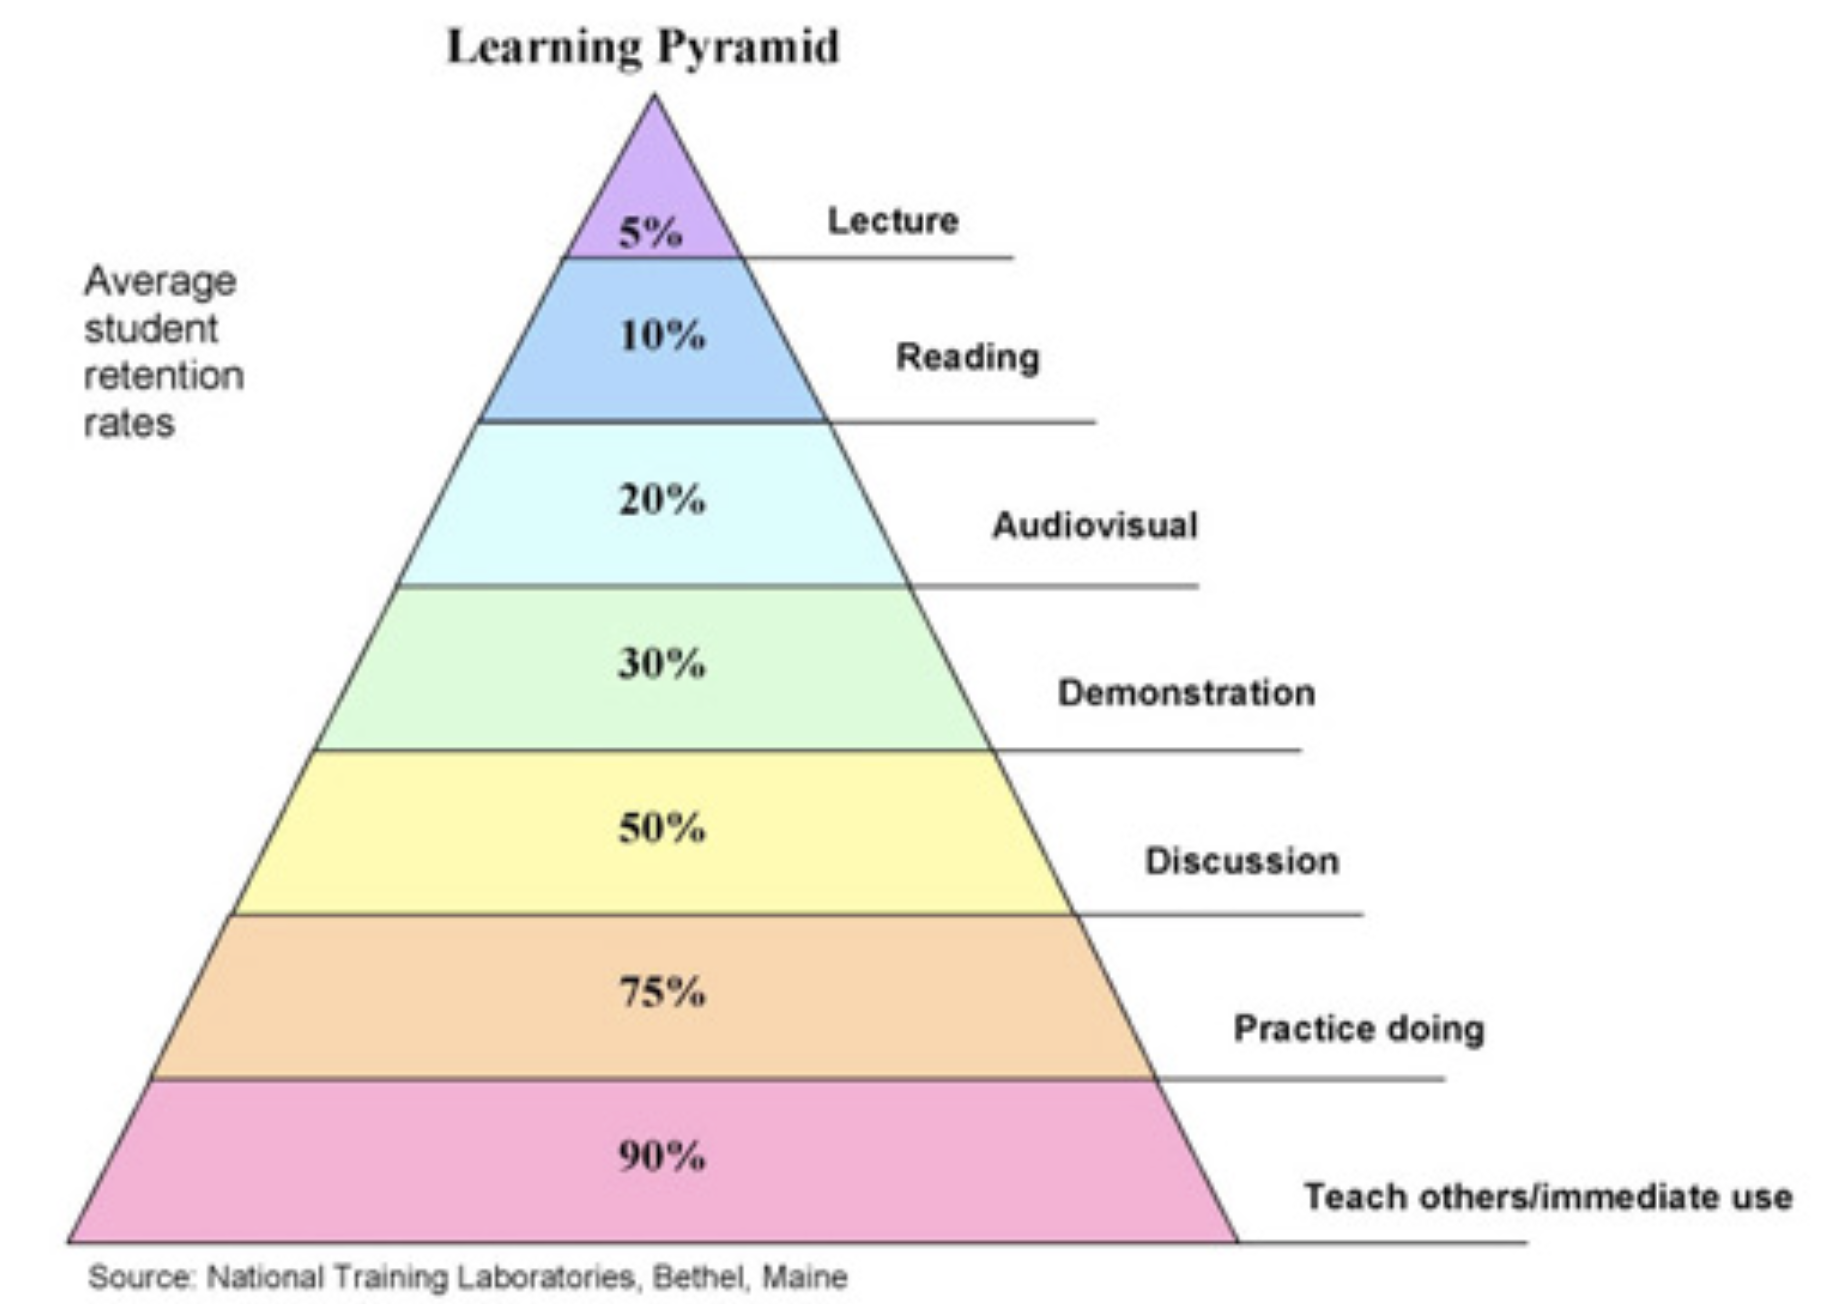 Learning Pyramid
Average
student
retention
rates
5%
Lecture
10%
Reading
20%
Audiovisual
30%
Demonstration
50%
Discussion
75%
Practice doing
90%
Teach others/immediate use
Source: National Training Laboratories, Bethel, Maine